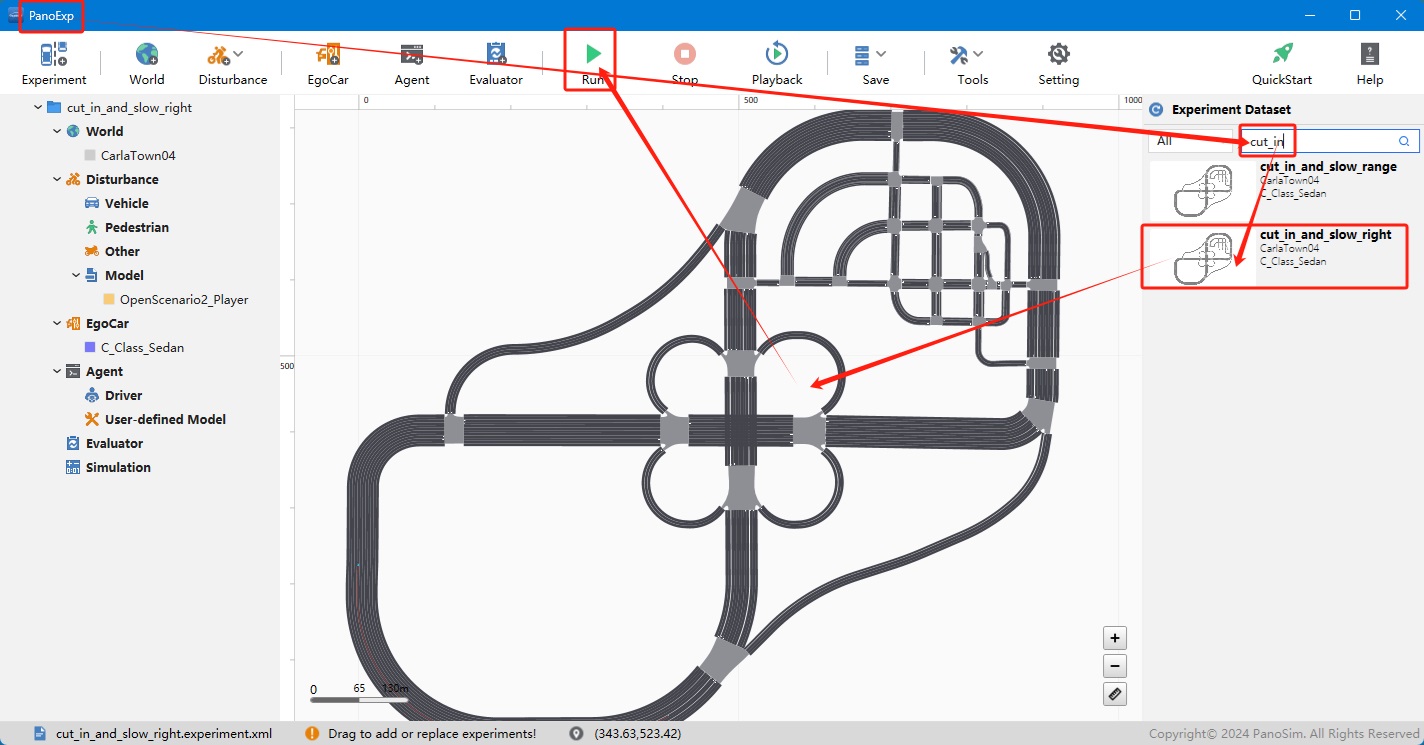 PanoExp
Experiment
World
Disturbance
EgoCar
Agent
Evaluator
Run
Stop
Playback
Save
Tools
Setting
QuickStart
Help
cut_in_and_slow_right
World
CarlaTown04
Disturbance
Vehicle
Pedestrian
Other
Model
OpenScenario2_Player
EgoCar
C_Class_Sedan
Agent
Driver
User-defined Model
Evaluator
Simulation
0
500
1000
500
0 65 130m
+
−
Experiment Dataset
All
cut_in
cut_in_and_slow_range
CarlaTown04
C_Class_Sedan
cut_in_and_slow_right
CarlaTown04
C_Class_Sedan
cut_in_and_slow_right.experiment.xml
Drag to add or replace experiments!
(343.63,523.42)
Copyright© 2024 PanoSim. All Rights Reserved